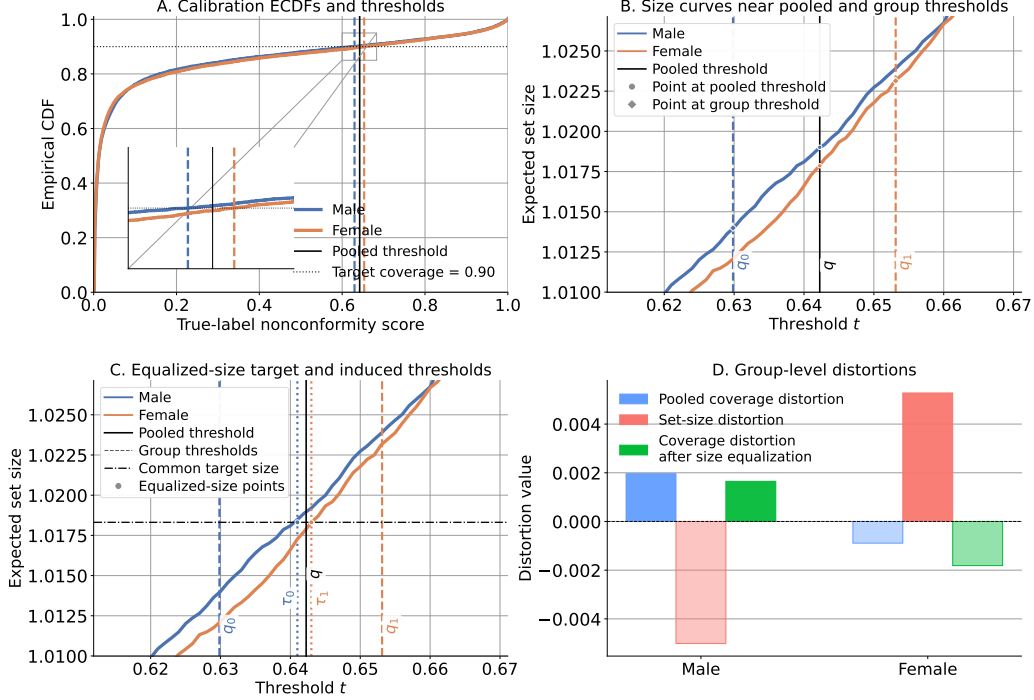 A. Calibration ECDFs and thresholds
1.0
0.8
0.6
0.4
0.2
0.0
Empirical CDF
Male
Female
Pooled threshold
Target coverage = 0.90
0.0 0.2 0.4 0.6 0.8 1.0
True-label nonconformity score
B. Size curves near pooled and group thresholds
1.0250
1.0225
1.0200
1.0175
1.0150
1.0125
1.0100
Expected set size
Male
Female
Pooled threshold
Point at pooled threshold
Point at group threshold
q₀
q
q₁
0.62 0.63 0.64 0.65 0.66 0.67
Threshold t
C. Equalized-size target and induced thresholds
1.0250
1.0225
1.0200
1.0175
1.0150
1.0125
1.0100
Expected set size
Male
Female
Pooled threshold
Group thresholds
Common target size
Equalized-size points
q₀
τ₀
q
τ₁
q₁
0.62 0.63 0.64 0.65 0.66 0.67
Threshold t
D. Group-level distortions
Pooled coverage distortion
Set-size distortion
Coverage distortion
after size equalization
0.004
0.002
0.000
−0.002
−0.004
Distortion value
Male Female